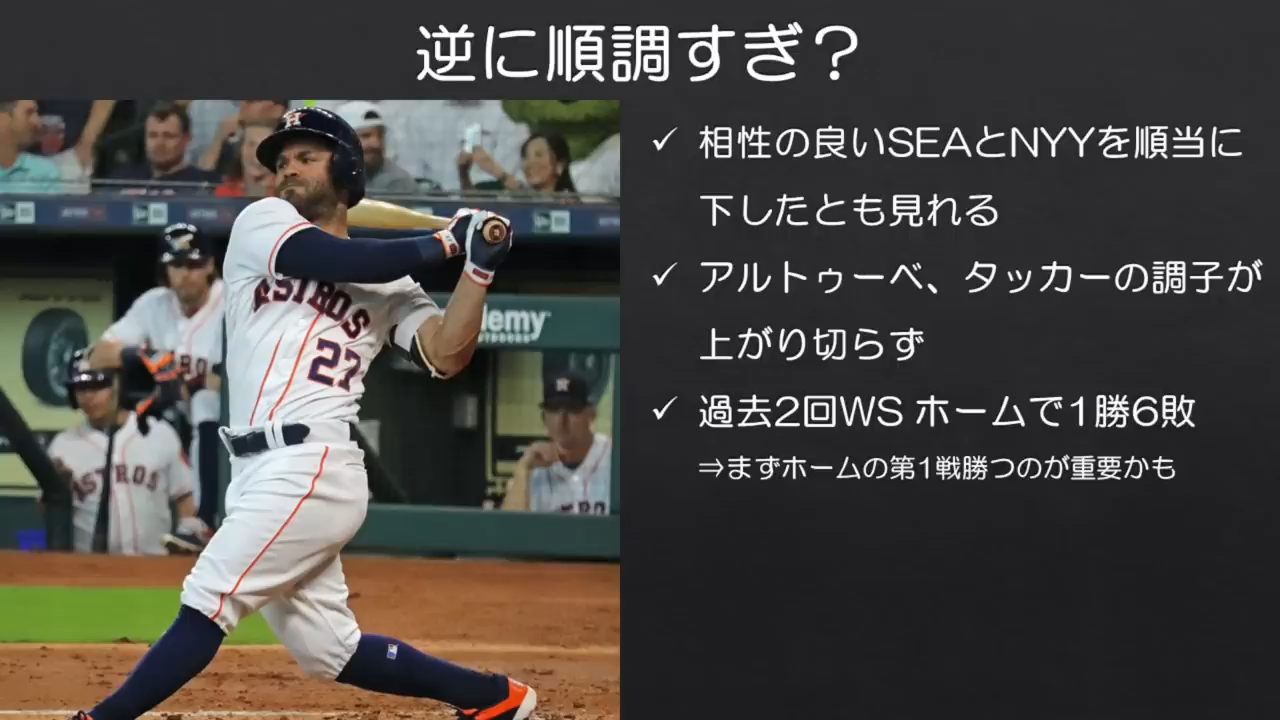 逆に順調すぎ？
✓ 相性の良いSEAとNYYを順当に
下したとも見れる
✓ アルトゥーベ、タッカーの調子が
上がり切らず
✓ 過去2回WS ホームで1勝6敗
⇒まずホームの第1戦勝つのが重要かも
H
ASTROS
27
demy
ASTROS